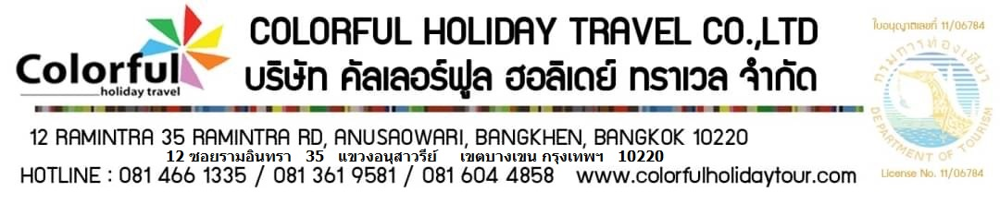 Colorful
holiday travel
COLORFUL HOLIDAY TRAVEL CO.,LTD
บริษัท คัลเลอร์ฟูล ฮอลิเดย์ ทราเวล จำกัด
12 RAMINTRA 35 RAMINTRA RD, ANUSAOWARI, BANGKHEN, BANGKOK 10220
12 ซอยรามอินทรา 35 แขวงอนุสาวรีย์ เขตบางเขน กรุงเทพฯ 10220
HOTLINE : 081 466 1335 / 081 361 9581 / 081 604 4858 www.colorfulholidaytour.com
ใบอนุญาตเลขที่ 11/06784
กรมการท่องเที่ยว
DEPARTMENT OF TOURISM
License No. 11/06784